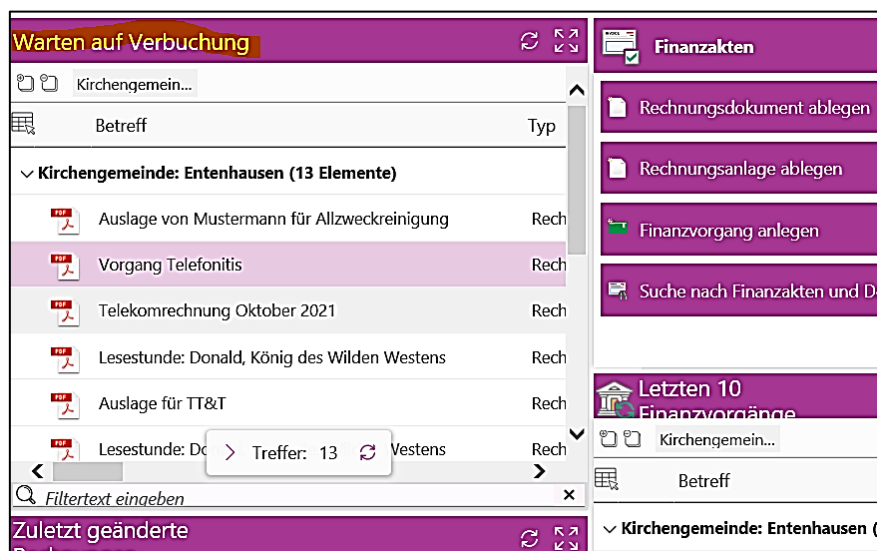 Warten auf Verbuchung
Kirchengemein...
Betreff Typ
Kirchengemeinde: Entenhausen (13 Elemente)
Auslage von Mustermann für Allzweckreinigung Rech
Vorgang Telefonitis Rech
Telekomrechnung Oktober 2021 Rech
Lesestunde: Donald, König des Wilden Westens Rech
Auslage für TT&T Rech
Lesestunde: Do Westens Rech
Treffer: 13
Filtertext eingeben
Zuletzt geänderte
Finanzakten
Rechnungsdokument ablegen
Rechnungsanlage ablegen
Finanzvorgang anlegen
Suche nach Finanzakten und D
Letzten 10
Finanzvorgänge
Kirchengemein...
Betreff
Kirchengemeinde: Entenhausen (